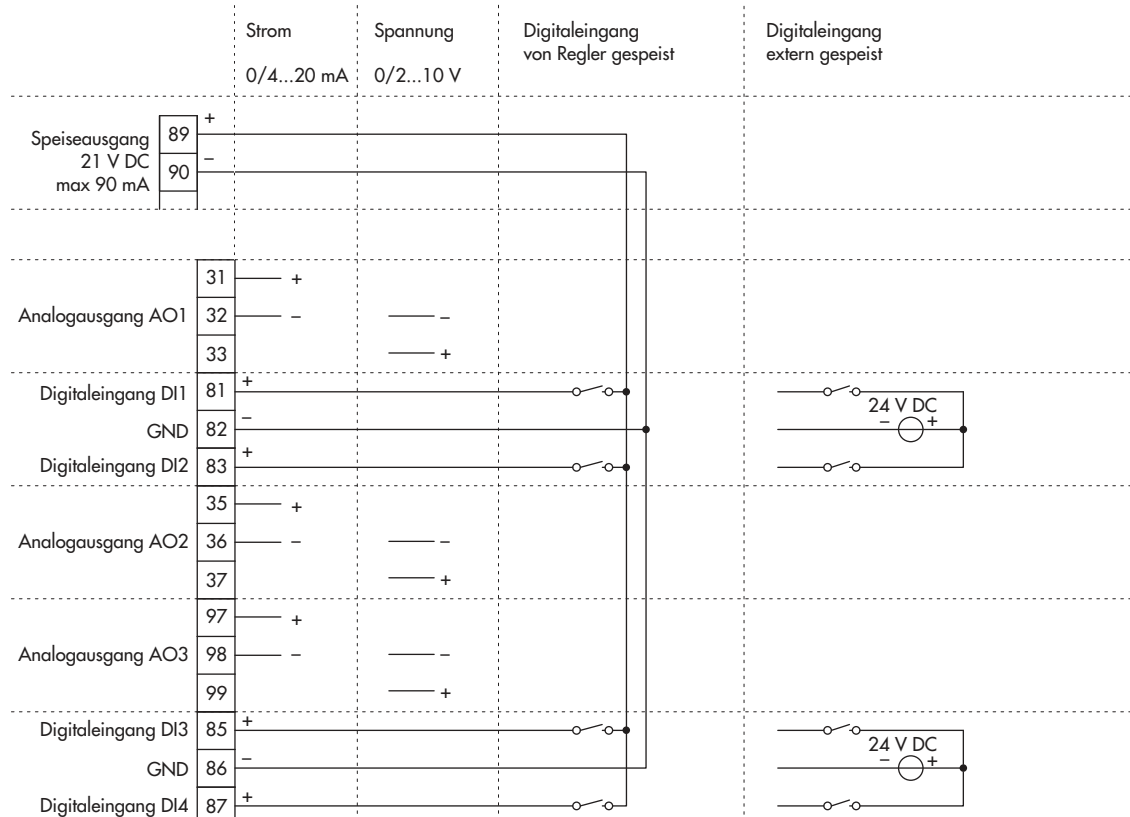 Strom
Spannung
Digitaleingang
von Regler gespeist
Digitaleingang
extern gespeist
0/4...20 mA
0/2...10 V
Speiseausgang
21 V DC
max 90 mA
89 +
90 –
31 +
Analogausgang AO1 32 – –
33 +
Digitaleingang DI1 81 +
GND 82 –
Digitaleingang DI2 83 +
24 V DC
– +
35 +
Analogausgang AO2 36 – –
37 +
97 +
Analogausgang AO3 98 – –
99 +
Digitaleingang DI3 85 +
GND 86 –
Digitaleingang DI4 87 +
24 V DC
– +